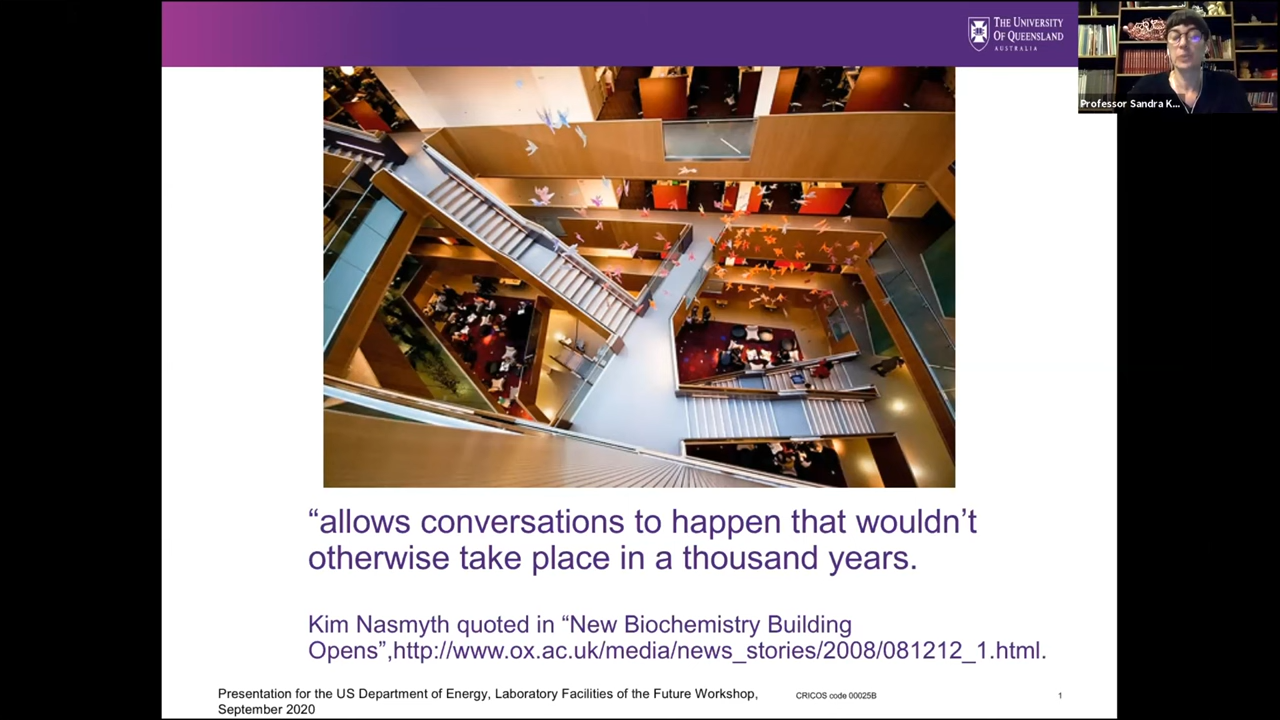 THE UNIVERSITY
OF QUEENSLAND
AUSTRALIA
Professor Sandra K...
“allows conversations to happen that wouldn’t
otherwise take place in a thousand years.
Kim Nasmyth quoted in “New Biochemistry Building
Opens”,http://www.ox.ac.uk/media/news_stories/2008/081212_1.html.
Presentation for the US Department of Energy, Laboratory Facilities of the Future Workshop,
September 2020
CRICOS code 00025B
1